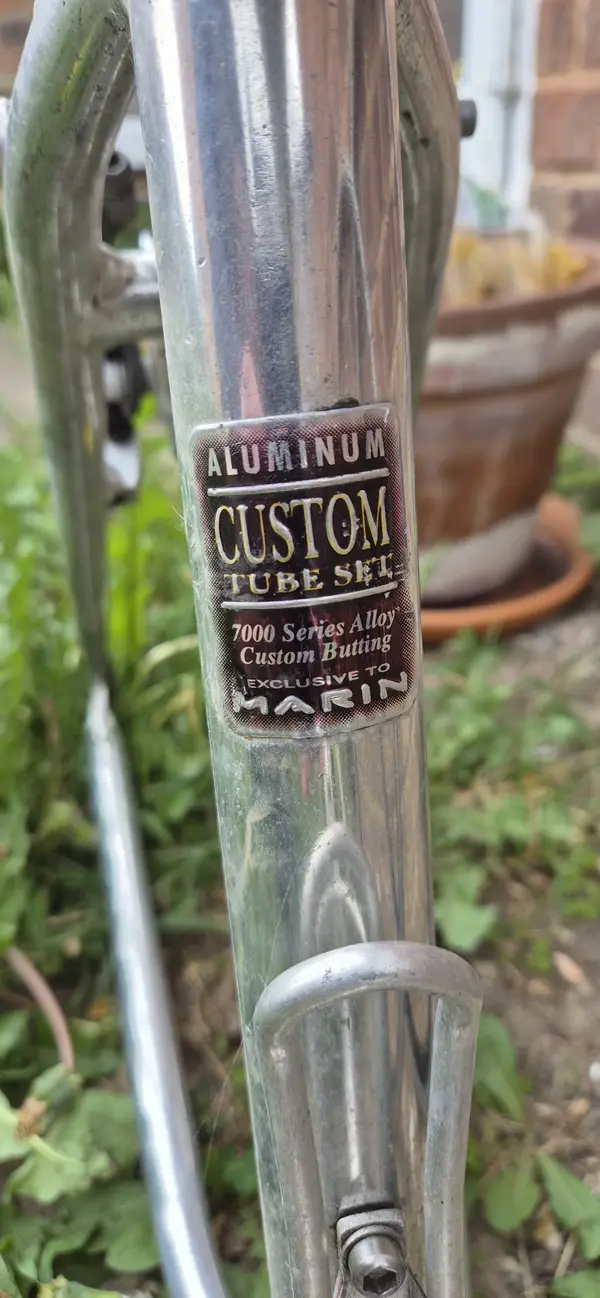 ALUMINUM
CUSTOM
TUBE SET
7000 Series Alloy
Custom Butting
EXCLUSIVE TO
MARIN